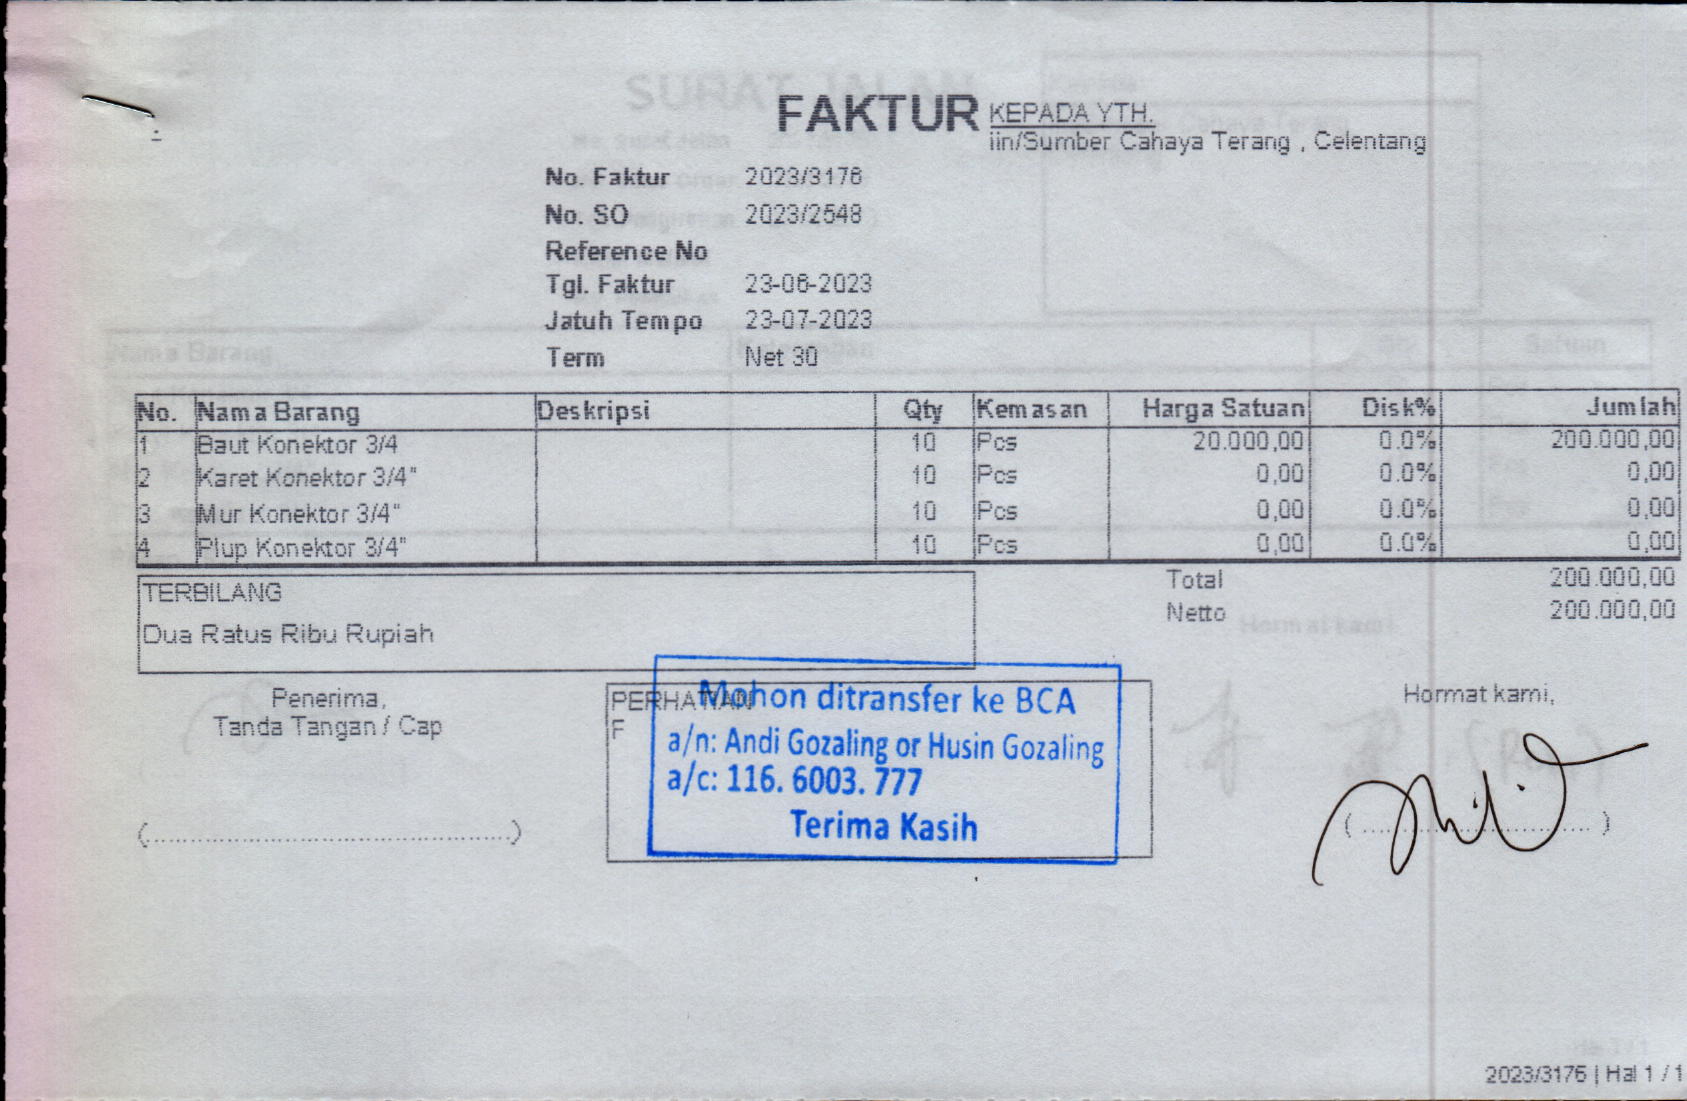 FAKTUR
KEPADA YTH.
iin/Sumber Cahaya Terang , Celentang
No. Faktur 2023/3176
No. SO 2023/2548
Reference No
Tgl. Faktur 23-06-2023
Jatuh Tempo 23-07-2023
Term Net 30
No. Nama Barang Deskripsi Qty Kemasan Harga Satuan Disk% Jumlah
1 Baut Konektor 3/4 10 Pcs 20.000,00 0.0% 200.000,00
2 Karet Konektor 3/4" 10 Pcs 0,00 0.0% 0,00
3 Mur Konektor 3/4" 10 Pcs 0,00 0.0% 0,00
4 Plup Konektor 3/4" 10 Pcs 0,00 0.0% 0,00
Total 200.000,00
Netto 200.000,00
TERBILANG
Dua Ratus Ribu Rupiah
Penerima,
Tanda Tangan / Cap
(......................................)
PERHATIAN
F
Mohon ditransfer ke BCA
a/n: Andi Gozaling or Husin Gozaling
a/c: 116. 6003. 777
Terima Kasih
Hormat kami,
(..............................)
2023/3176 | Hal 1 / 1